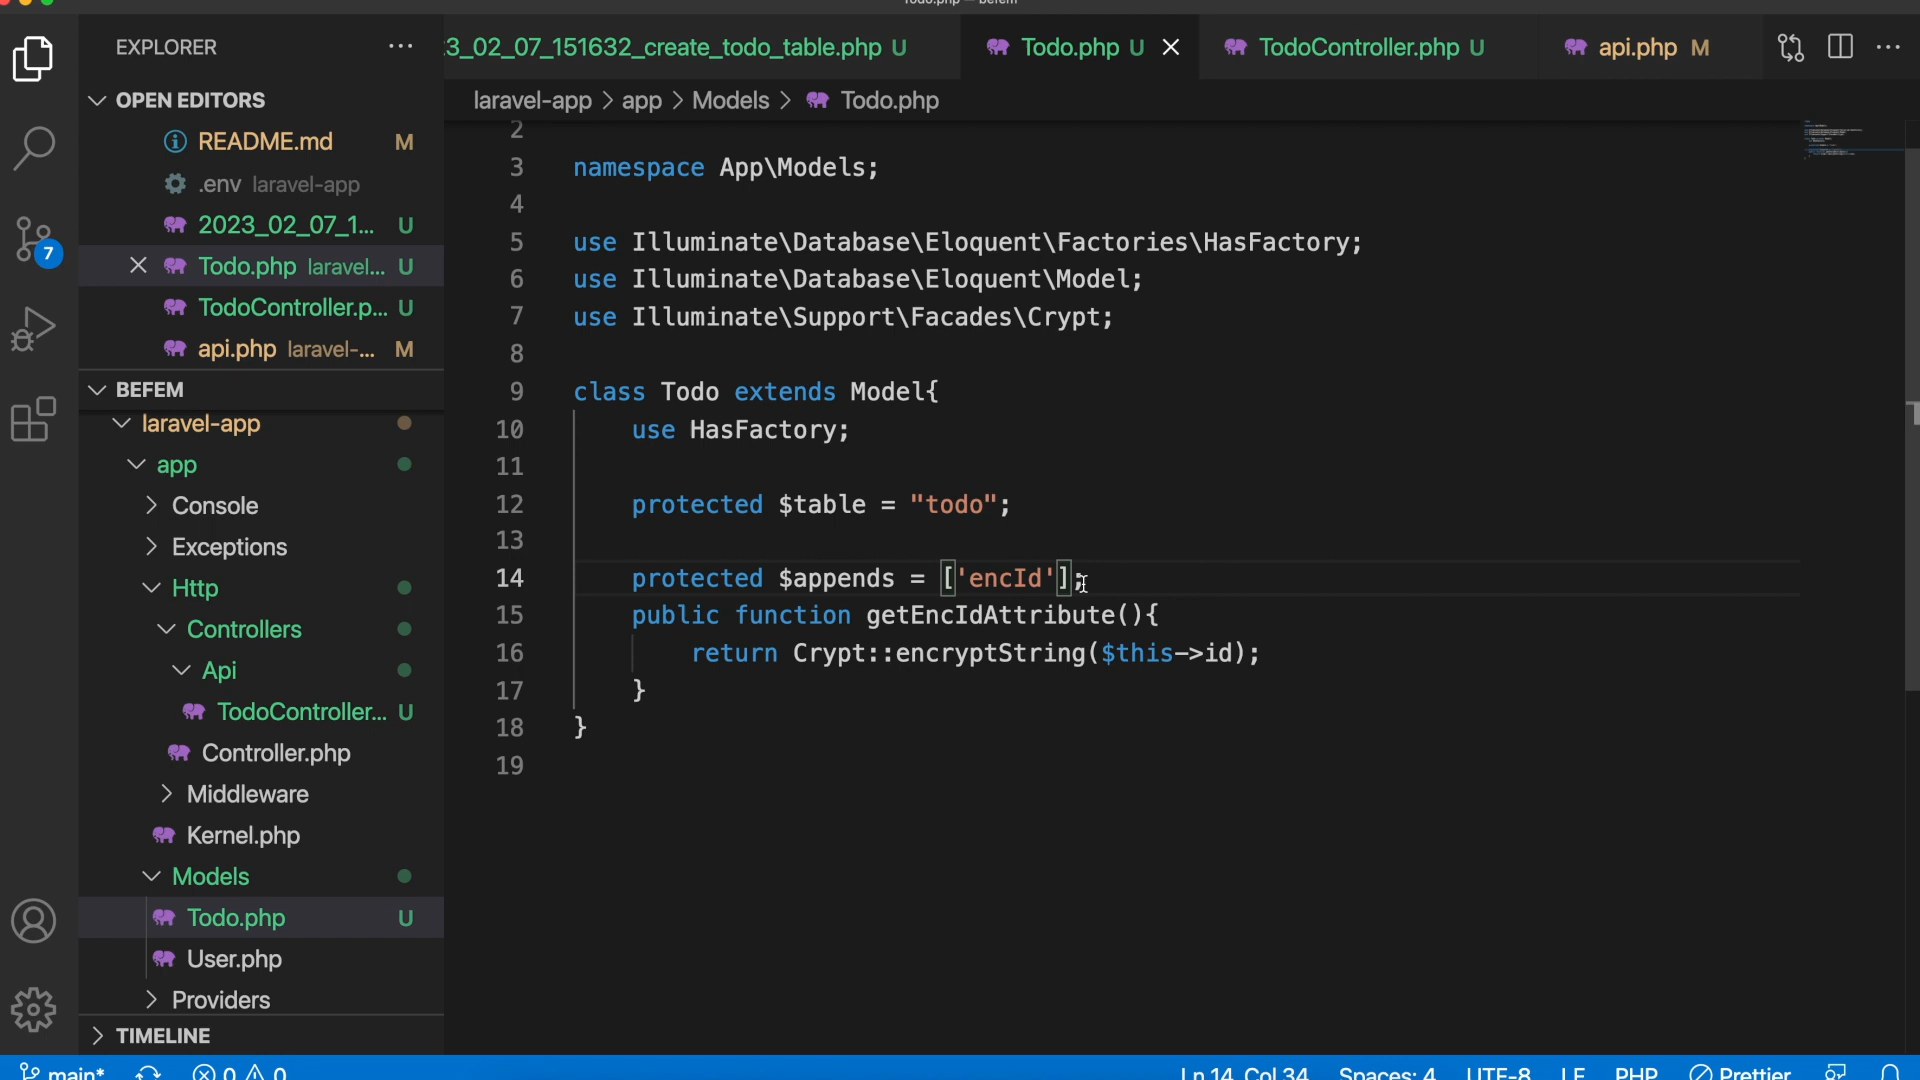 Todo.php — befem
EXPLORER
3_02_07_151632_create_todo_table.php U
Todo.php U
TodoController.php U
api.php M
OPEN EDITORS
README.md M
.env laravel-app
2023_02_07_1... U
Todo.php laravel... U
TodoController.p... U
api.php laravel-... M
BEFEM
laravel-app
app
Console
Exceptions
Http
Controllers
Api
TodoController... U
Controller.php
Middleware
Kernel.php
Models
Todo.php U
User.php
Providers
TIMELINE
7
laravel-app > app > Models > Todo.php
2
3 namespace App\Models;
4
5 use Illuminate\Database\Eloquent\Factories\HasFactory;
6 use Illuminate\Database\Eloquent\Model;
7 use Illuminate\Support\Facades\Crypt;
8
9 class Todo extends Model{
10 use HasFactory;
11
12 protected $table = "todo";
13
14 protected $appends = ['encId'];
15 public function getEncIdAttribute(){
16 return Crypt::encryptString($this->id);
17 }
18 }
19
main* 0 0 Ln 14, Col 34 Spaces: 4 UTF-8 LF PHP Prettier